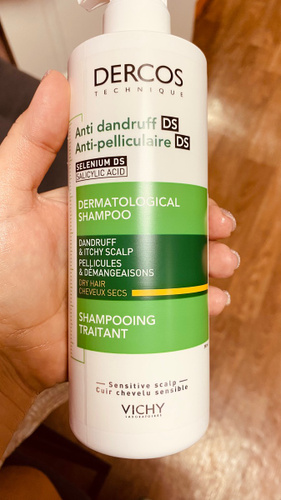 DERCOS
TECHNIQUE
Anti dandruff DS
Anti-pelliculaire DS
SELENIUM DS
SALICYLIC ACID
DERMATOLOGICAL
SHAMPOO
DANDRUFF
& ITCHY SCALP
PELLICULES
& DÉMANGEAISONS
DRY HAIR
CHEVEUX SECS
SHAMPOOING
TRAITANT
Sensitive scalp
Cuir chevelu sensible
VICHY
LABORATOIRES